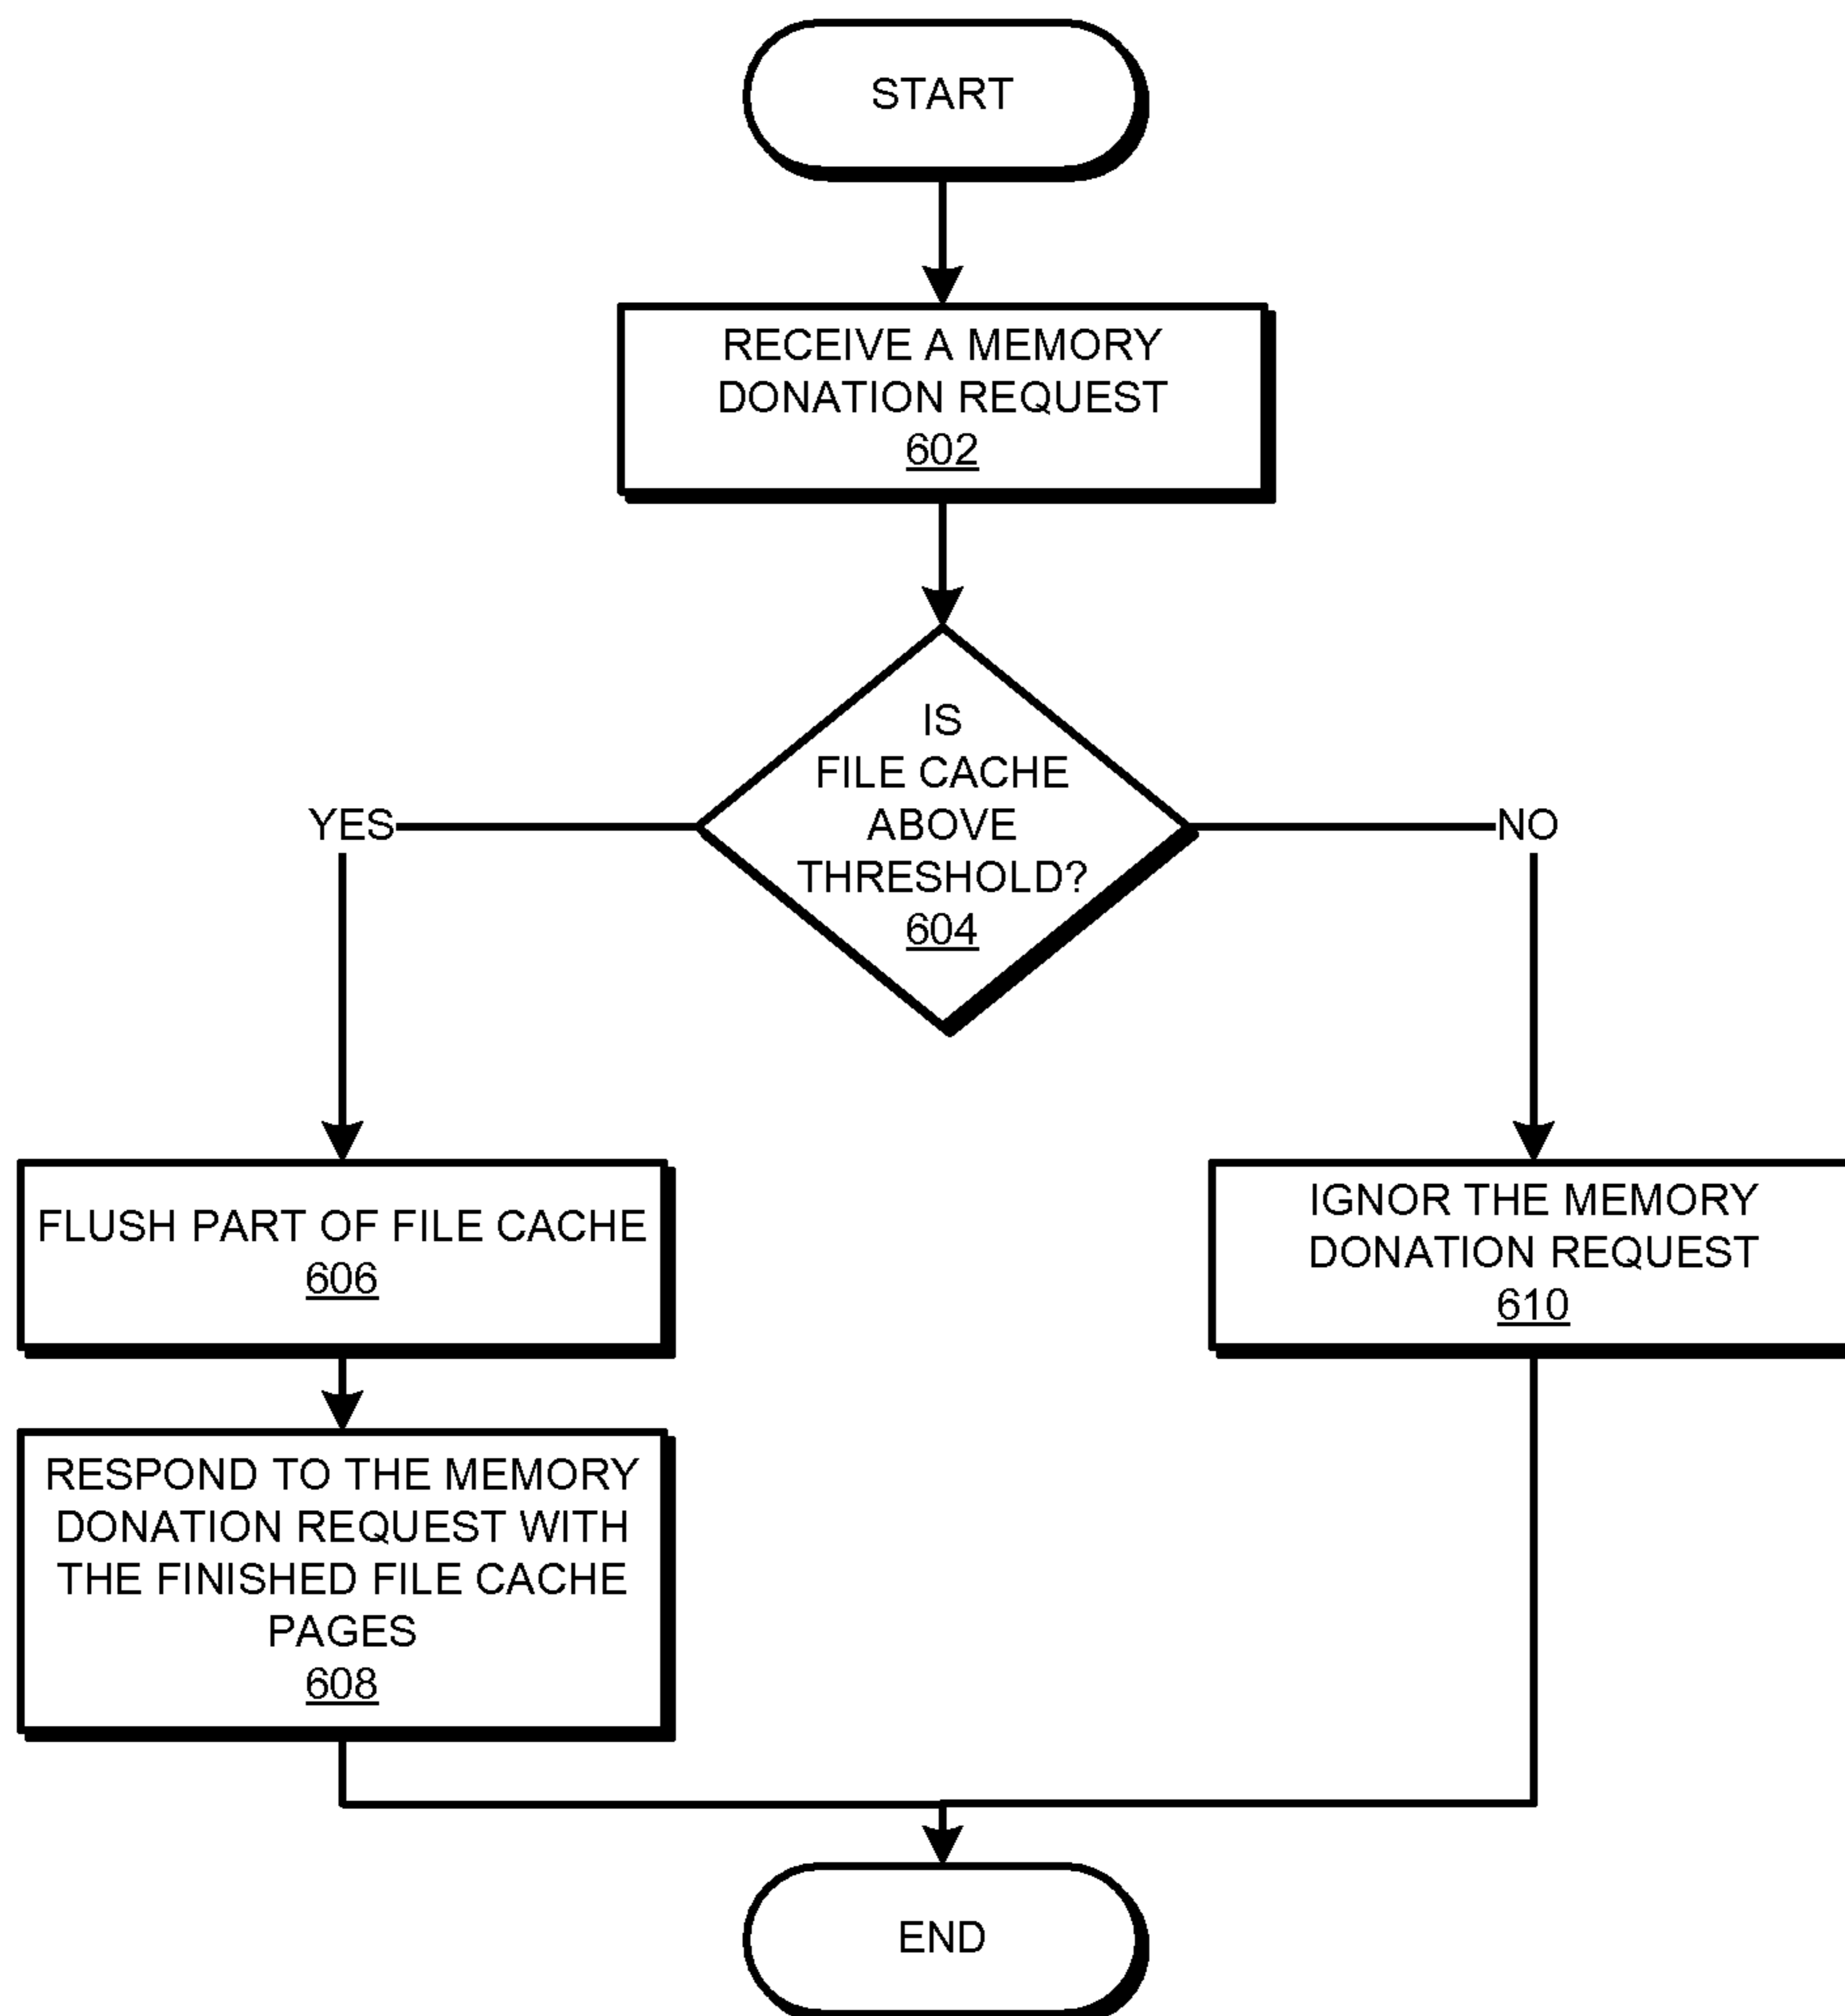 START
RECEIVE A MEMORY
DONATION REQUEST
602
IS
FILE CACHE
ABOVE
THRESHOLD?
604
YES
NO
FLUSH PART OF FILE CACHE
606
IGNOR THE MEMORY
DONATION REQUEST
610
RESPOND TO THE MEMORY
DONATION REQUEST WITH
THE FINISHED FILE CACHE
PAGES
608
END